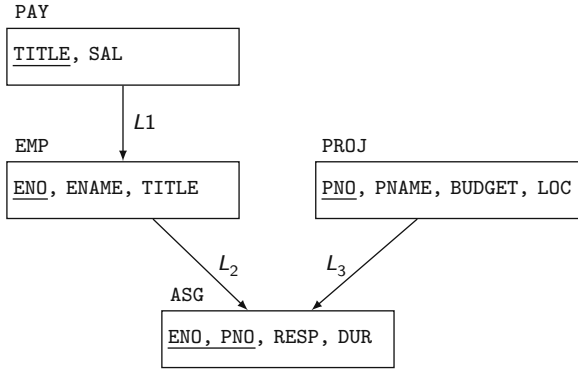 PAY
TITLE, SAL
L1
EMP
PROJ
ENO, ENAME, TITLE
PNO, PNAME, BUDGET, LOC
L2
L3
ASG
ENO, PNO, RESP, DUR